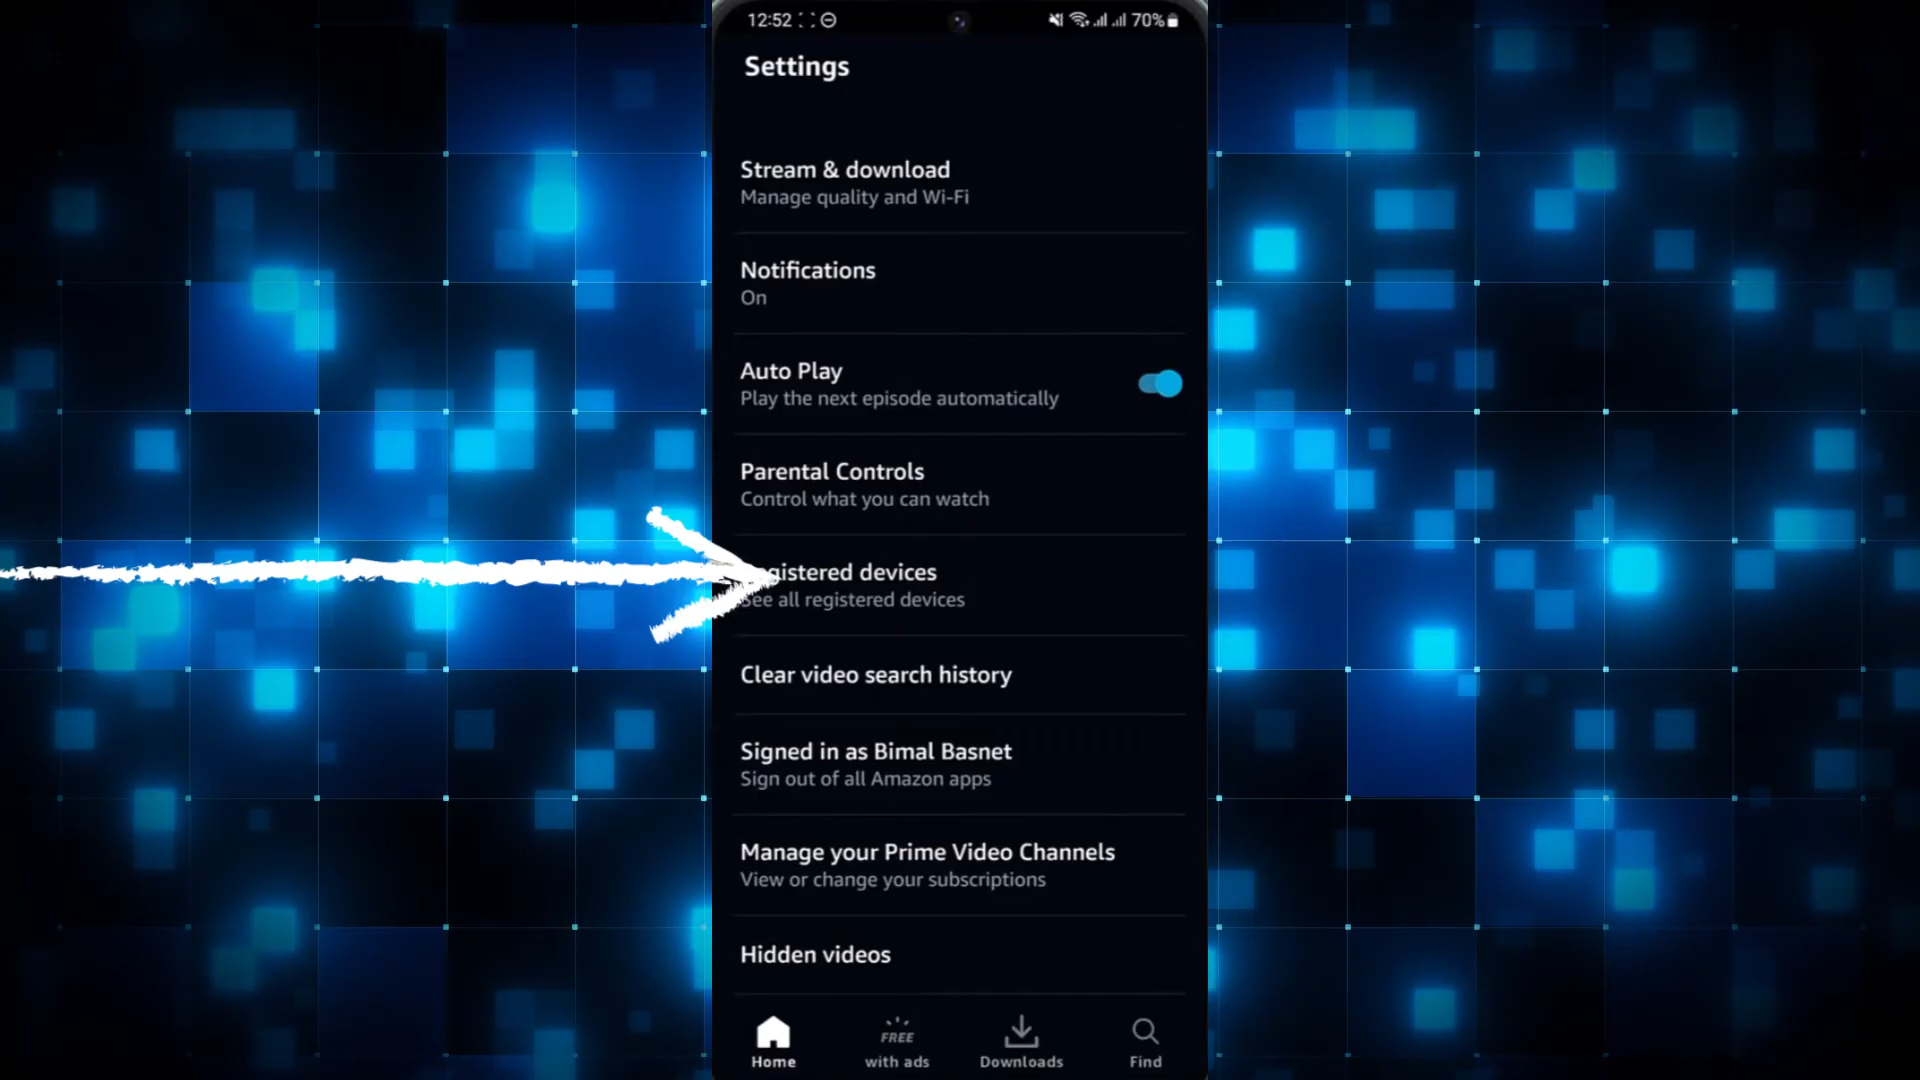 12:52 70%
Settings
Stream & download
Manage quality and Wi-Fi
Notifications
On
Auto Play
Play the next episode automatically
Parental Controls
Control what you can watch
devices
See all registered devices
Clear video search history
Signed in as Bimal Basnet
Sign out of all Amazon apps
Manage your Prime Video Channels
View or change your subscriptions
Hidden videos
Home
FREE
with ads
Downloads
Find